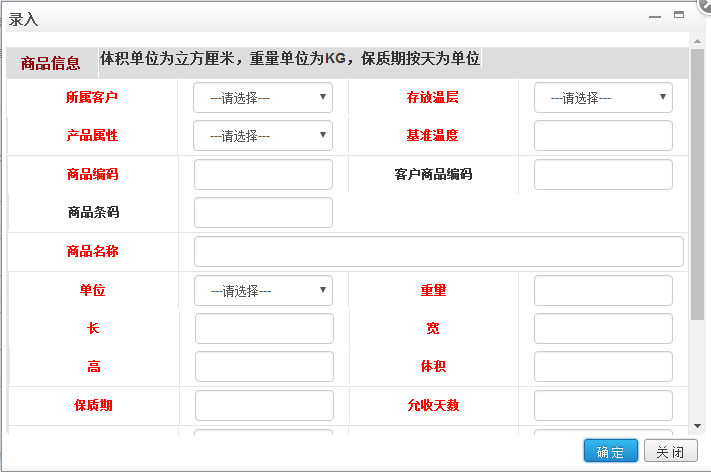 录入
商品信息 体积单位为立方厘米，重量单位为KG，保质期按天为单位
所属客户 ---请选择--- 存放温层 ---请选择---
产品属性 ---请选择--- 基准温度
商品编码 客户商品编码
商品条码
商品名称
单位 ---请选择--- 重量
长 宽
高 体积
保质期 允收天数
确定 关闭